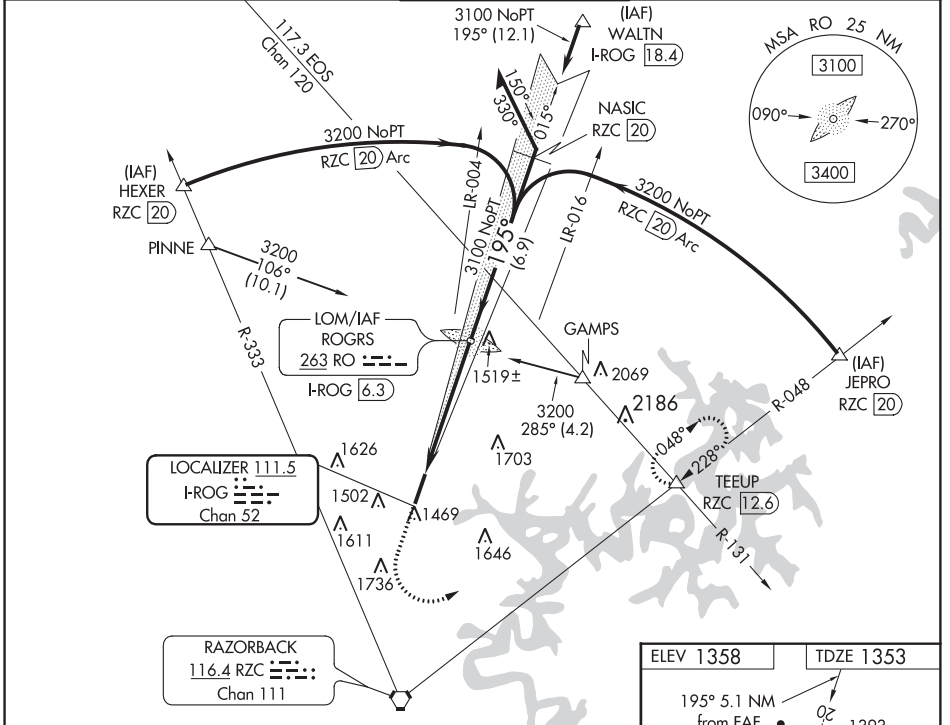 117.3 EOS
Chan 120
3100 NoPT
195° (12.1)
(IAF)
WALTN
I-ROG 18.4
MSA RO 25 NM
3100
090°
270°
3400
150°
330°
015°
NASIC
RZC 20
3200 NoPT
RZC 20 Arc
LR-004
(IAF)
HEXER
RZC 20
3100 NoPT
195°
(6.9)
LR-016
3200 NoPT
RZC 20 Arc
PINNE
3200
106°
(10.1)
R-333
LOM/IAF
ROGRS
263 RO
I-ROG 6.3
1519±
GAMPS
2069
3200
285° (4.2)
2186
(IAF)
JEPRO
RZC 20
R-048
048°
228°
TEEUP
RZC 12.6
R-131
1626
1703
LOCALIZER 111.5
I-ROG
Chan 52
1502
1469
1611
1646
1736
RAZORBACK
116.4 RZC
Chan 111
ELEV 1358
TDZE 1353
195° 5.1 NM
from FAF
20